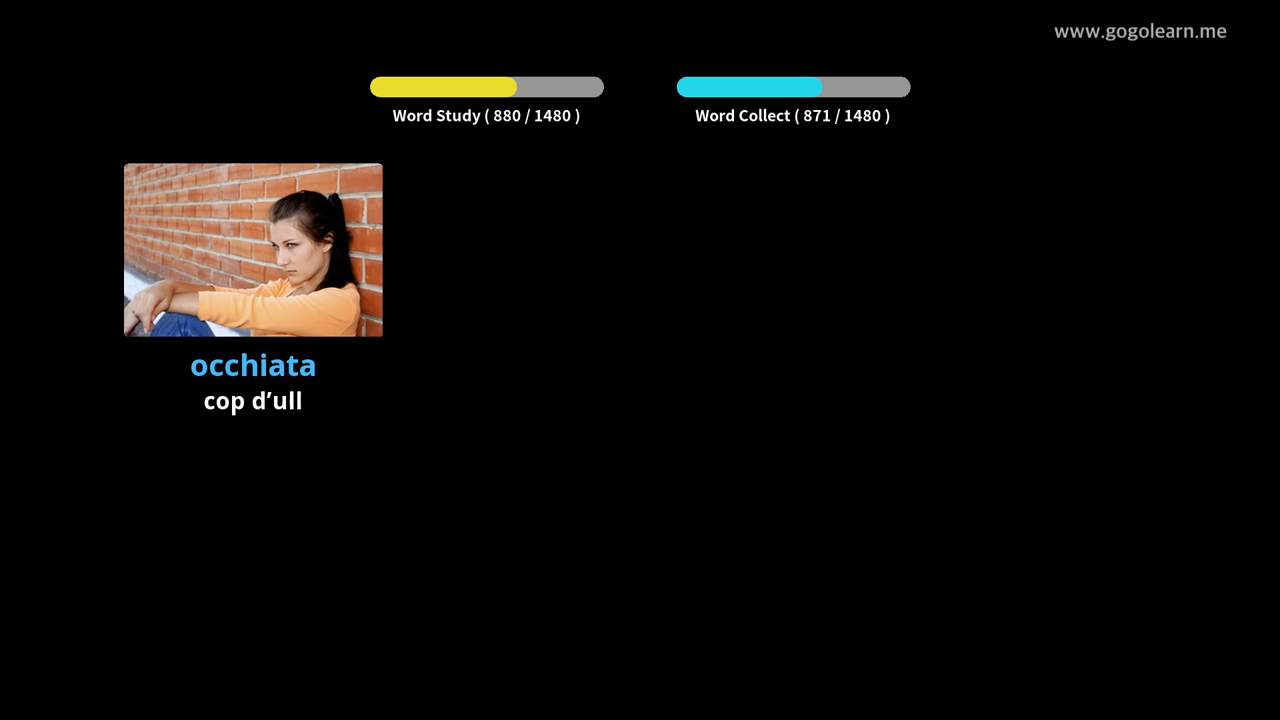 www.gogolearn.me
Word Study ( 880 / 1480 )
Word Collect ( 871 / 1480 )
occhiata
cop d’ull